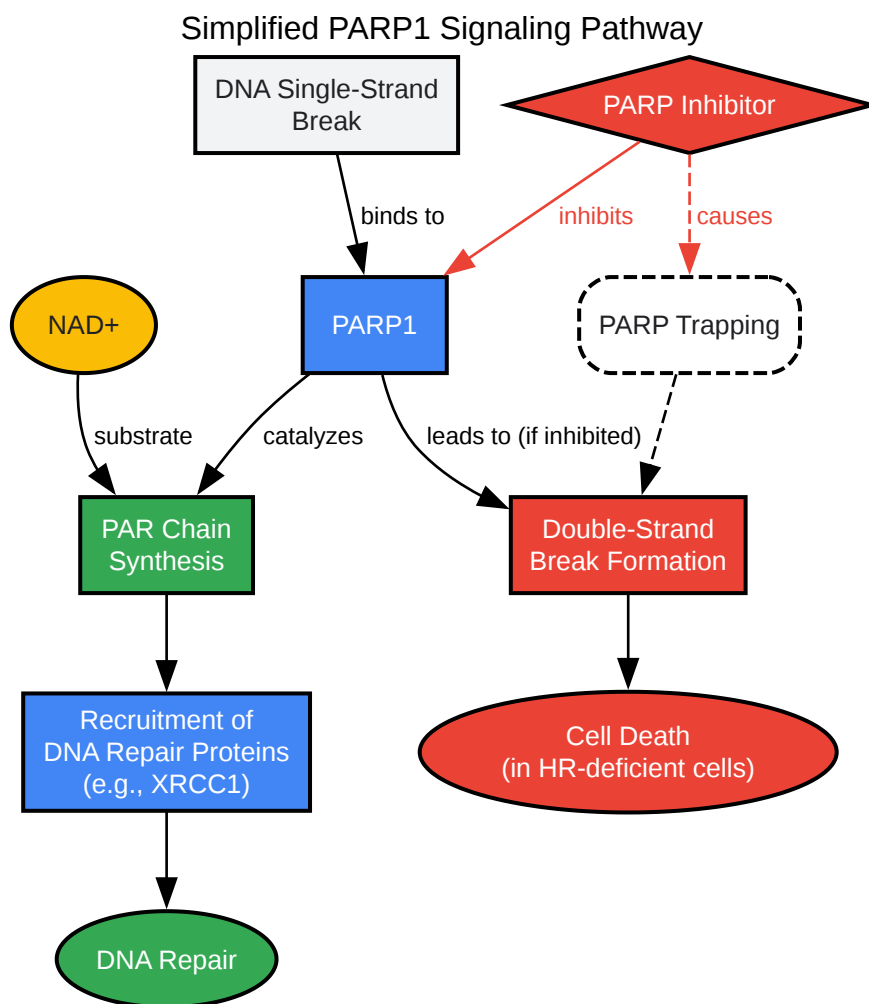 Simplified PARP1 Signaling Pathway
DNA Single-Strand
Break
PARP Inhibitor
binds to
inhibits
causes
NAD+
PARP1
PARP Trapping
substrate
catalyzes
leads to (if inhibited)
PAR Chain
Synthesis
Double-Strand
Break Formation
Recruitment of
DNA Repair Proteins
(e.g., XRCC1)
Cell Death
(in HR-deficient cells)
DNA Repair